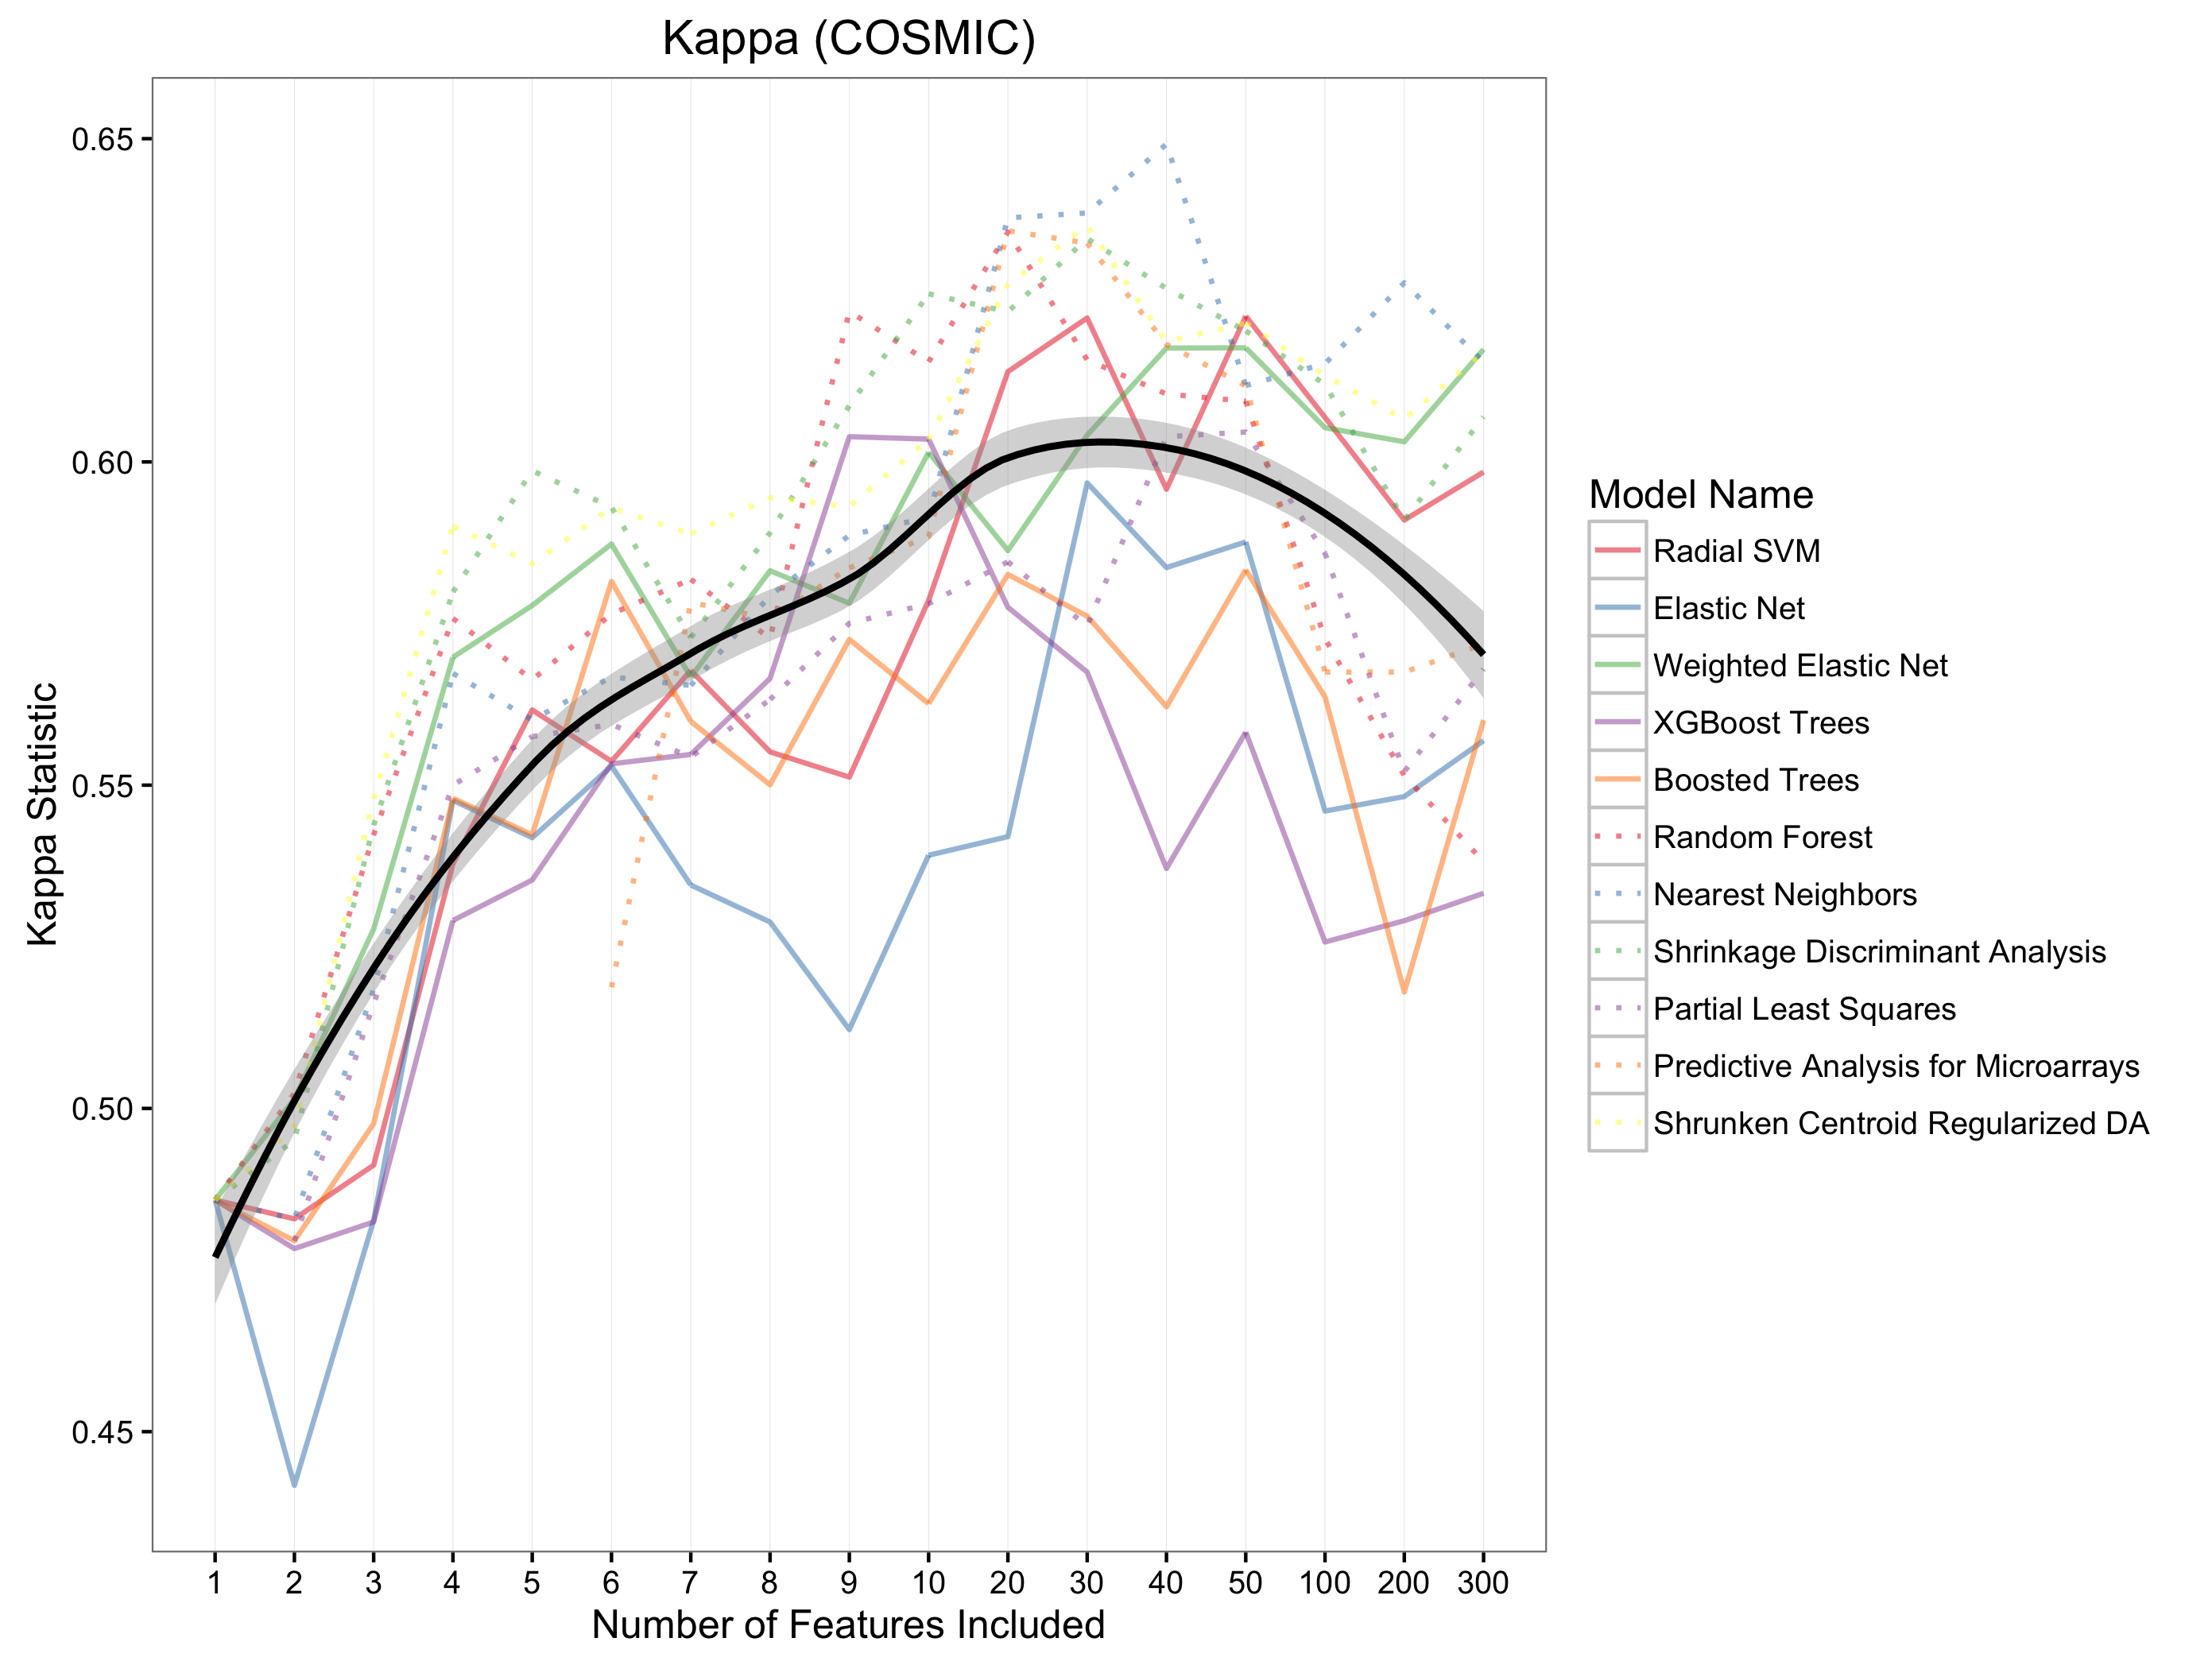 Kappa (COSMIC)
0.65
0.60
0.55
0.50
0.45
Kappa Statistic
1 2 3 4 5 6 7 8 9 10 20 30 40 50 100 200 300
Number of Features Included
Model Name
Radial SVM
Elastic Net
Weighted Elastic Net
XGBoost Trees
Boosted Trees
Random Forest
Nearest Neighbors
Shrinkage Discriminant Analysis
Partial Least Squares
Predictive Analysis for Microarrays
Shrunken Centroid Regularized DA